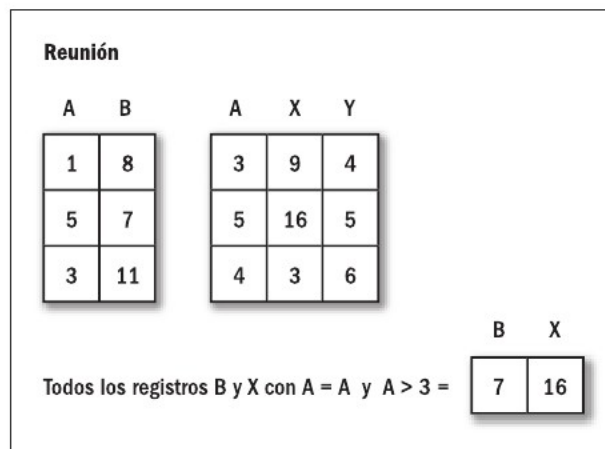 Reunión
A B A X Y
1 8 3 9 4
5 7 5 16 5
3 11 4 3 6
B X
Todos los registros B y X con A = A y A > 3 = 7 16